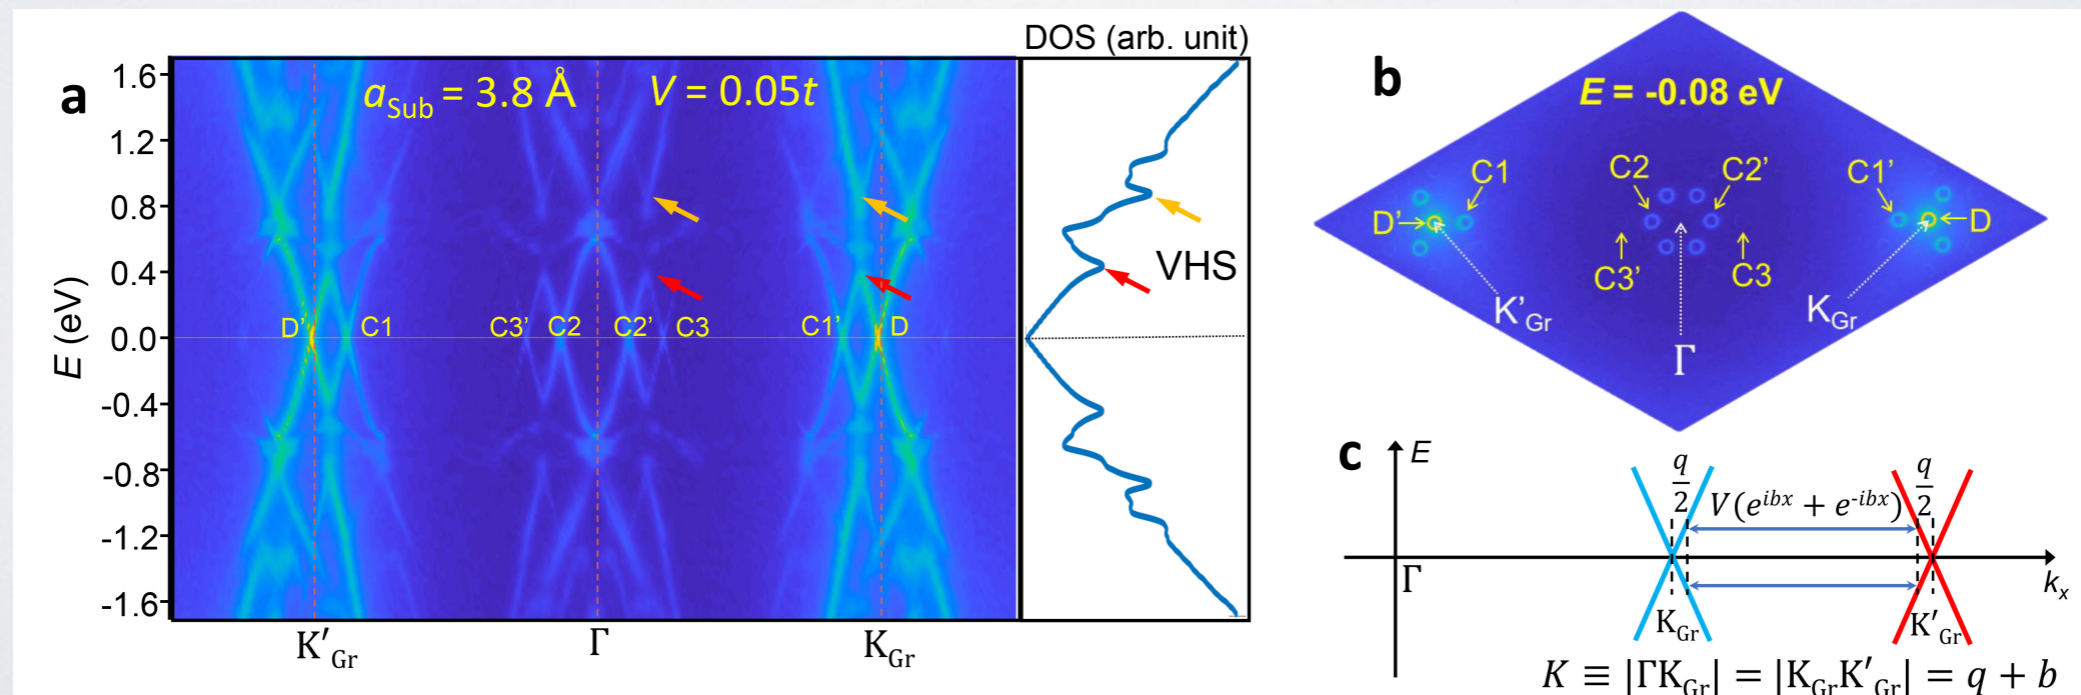 a
a_Sub = 3.8 Å V = 0.05t
E (eV)
1.6
1.2
0.8
0.4
0.0
-0.4
-0.8
-1.2
-1.6
D' C1 C3' C2 C2' C3 C1' D
K'_Gr Γ K_Gr
DOS (arb. unit)
VHS
b
E = -0.08 eV
C1 C2 C2' C1'
D' D
C3' C3
K'_Gr Γ K_Gr
c
E
q/2 V(e^{ibx} + e^{-ibx}) q/2
Γ k_x
K_Gr K'_Gr
K ≡ |ΓK_Gr| = |K_GrK'_Gr| = q + b